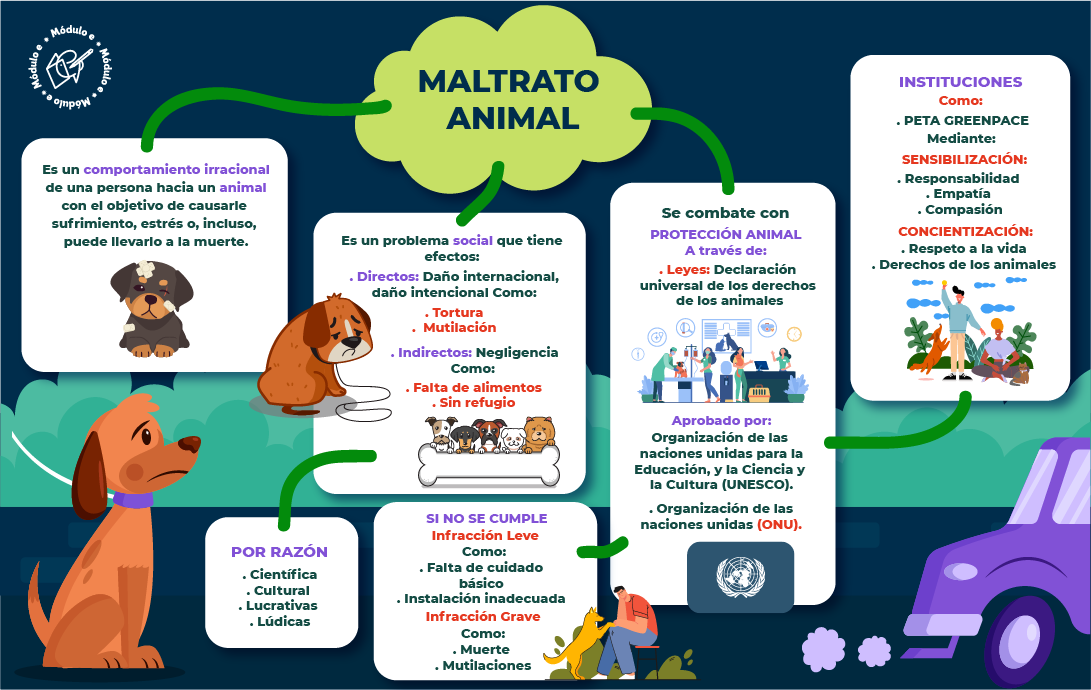 Módulo e • Módulo e • Módulo e • Módulo e •
MALTRATO
ANIMAL
Es un comportamiento irracional
de una persona hacia un animal
con el objetivo de causarle
sufrimiento, estrés o, incluso,
puede llevarlo a la muerte.
Es un problema social que tiene
efectos:
. Directos: Daño internacional,
daño intencional Como:
. Tortura
. Mutilación
. Indirectos: Negligencia
Como:
. Falta de alimentos
. Sin refugio
POR RAZÓN
. Científica
. Cultural
. Lucrativas
. Lúdicas
Se combate con
PROTECCIÓN ANIMAL
A través de:
. Leyes: Declaración
universal de los derechos
de los animales
Aprobado por:
Organización de las
naciones unidas para la
Educación, y la Ciencia y
la Cultura (UNESCO).
. Organización de las
naciones unidas (ONU).
SI NO SE CUMPLE
Infracción Leve
Como:
. Falta de cuidado
básico
. Instalación inadecuada
Infracción Grave
Como:
. Muerte
. Mutilaciones
INSTITUCIONES
Como:
. PETA GREENPACE
Mediante:
SENSIBILIZACIÓN:
. Responsabilidad
. Empatía
. Compasión
CONCIENTIZACIÓN:
. Respeto a la vida
. Derechos de los animales